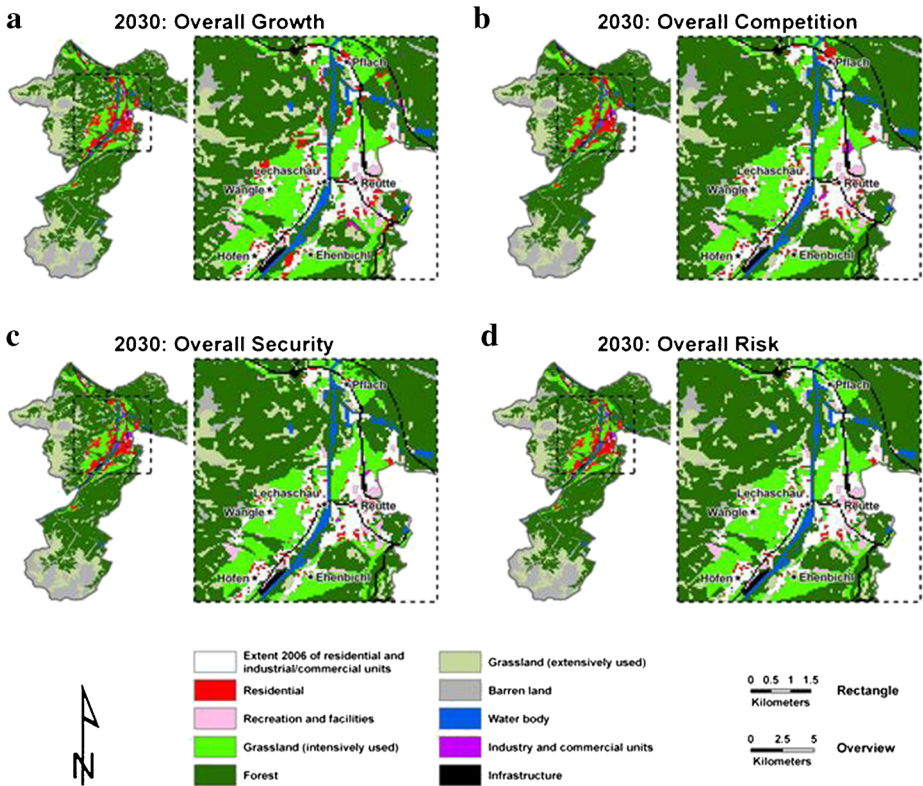 a
2030: Overall Growth
Pflach
Lechaschau
Wängle
Reutte
Höfen
Ehenbichl
b
2030: Overall Competition
Pflach
Lechaschau
Wängle
Reutte
Höfen
Ehenbichl
c
2030: Overall Security
Pflach
Lechaschau
Wängle
Reutte
Höfen
Ehenbichl
d
2030: Overall Risk
Pflach
Lechaschau
Wängle
Reutte
Höfen
Ehenbichl
N
Extent 2006 of residential and
industrial/commercial units
Residential
Recreation and facilities
Grassland (intensively used)
Forest
Grassland (extensively used)
Barren land
Water body
Industry and commercial units
Infrastructure
0 0.5 1 1.5
Kilometers
Rectangle
0 2.5 5
Kilometers
Overview